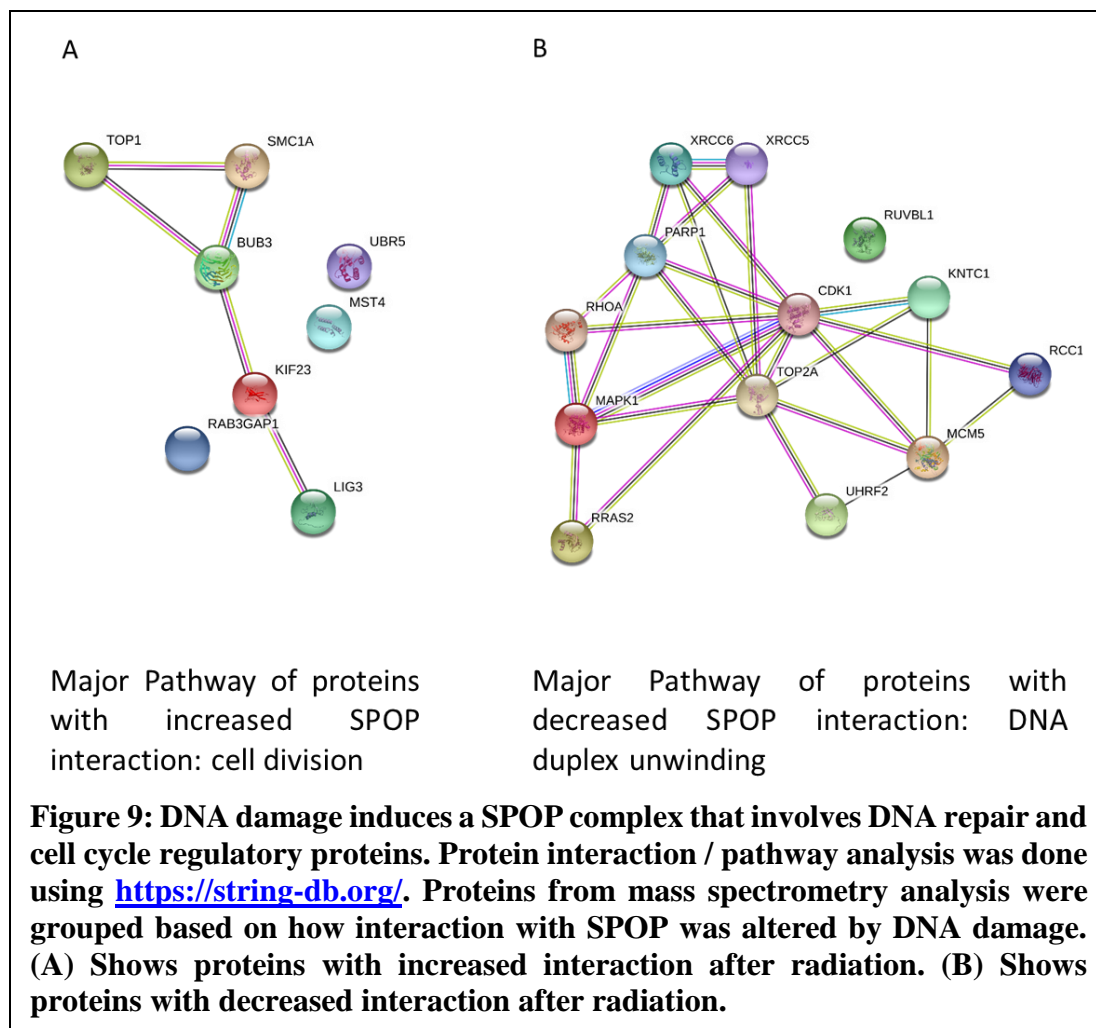 A
B
TOP1
SMC1A
BUB3
UBR5
MST4
KIF23
RAB3GAP1
LIG3
XRCC6
XRCC5
RUVBL1
PARP1
KNTC1
CDK1
RHOA
RCC1
TOP2A
MAPK1
MCM5
UHRF2
RRAS2
Major Pathway of proteins
with increased SPOP
interaction: cell division
Major Pathway of proteins with
decreased SPOP interaction: DNA
duplex unwinding
Figure 9: DNA damage induces a SPOP complex that involves DNA repair and
cell cycle regulatory proteins. Protein interaction / pathway analysis was done
using https://string-db.org/. Proteins from mass spectrometry analysis were
grouped based on how interaction with SPOP was altered by DNA damage.
(A) Shows proteins with increased interaction after radiation. (B) Shows
proteins with decreased interaction after radiation.